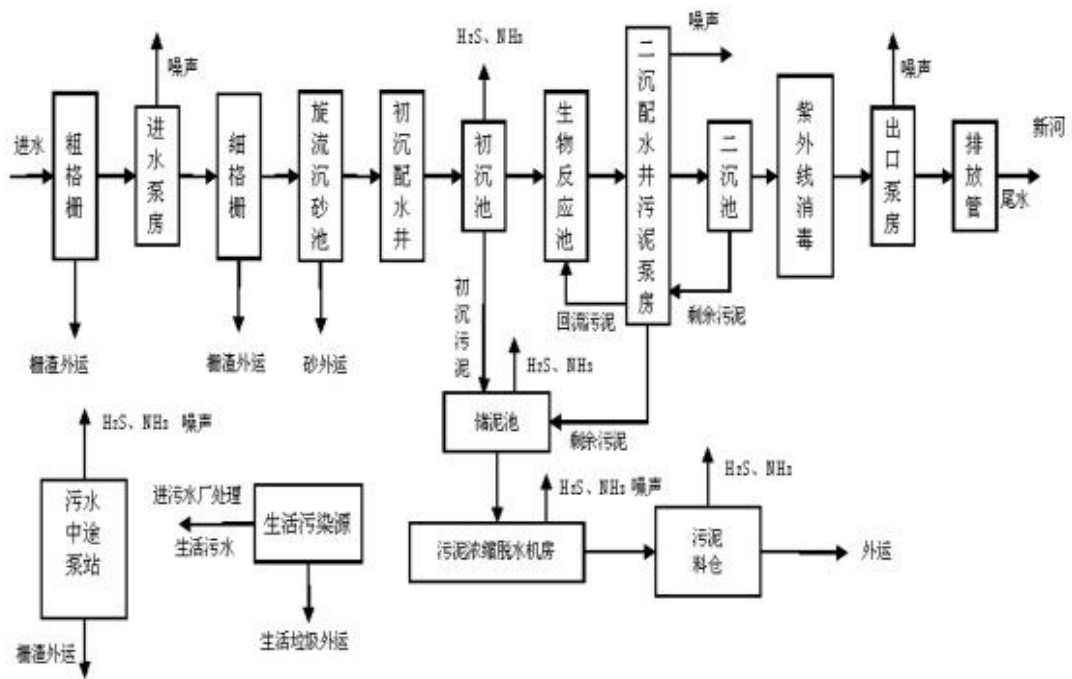 进水
粗格栅
栅渣外运
噪声
进水泵房
细格栅
栅渣外运
旋流沉砂池
砂外运
初沉配水井
H₂S、NH₃
初沉池
初沉污泥
生物反应池
回流污泥
二沉配水井污泥泵房
噪声
二沉池
剩余污泥
紫外线消毒
噪声
出口泵房
排放管
新河
尾水
H₂S、NH₃
储泥池
剩余污泥
H₂S、NH₃ 噪声
污泥浓缩脱水机房
H₂S、NH₃
污泥
料仓
外运
H₂S、NH₃ 噪声
污水
中途
泵站
栅渣外运
进污水厂处理
生活污水
生活污染源
生活垃圾外运